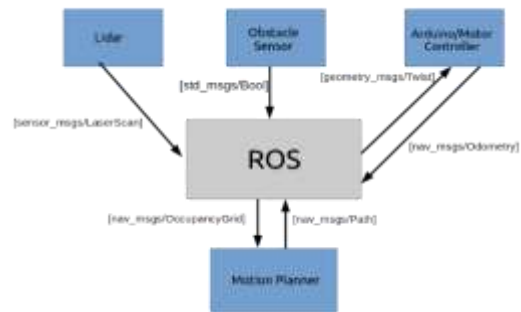 Lidar
Obstacle
Sensor
Arduino/Motor
Controller
[std_msgs/Bool]
[geometry_msgs/Twist]
[sensor_msgs/LaserScan]
[nav_msgs/Odometry]
ROS
[nav_msgs/OccupancyGrid]
[nav_msgs/Path]
Motion Planner